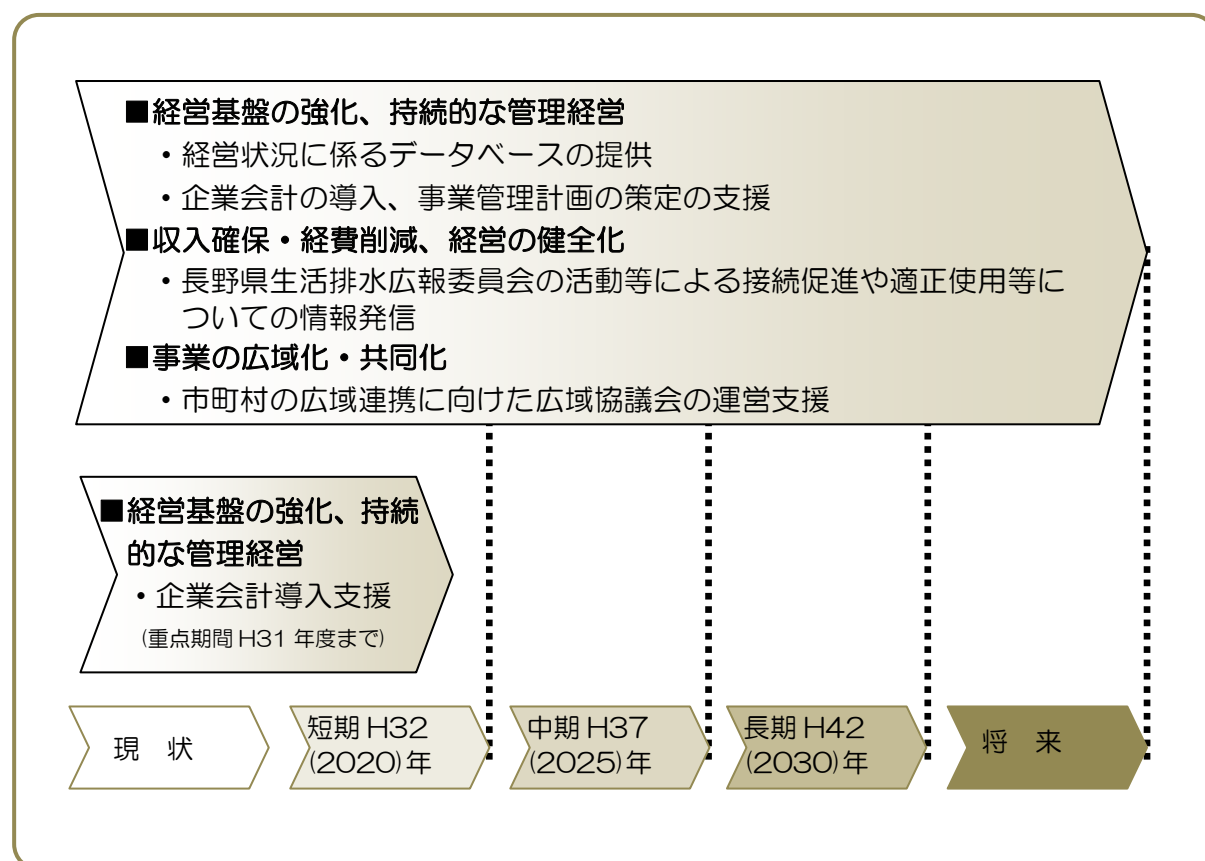 ■経営基盤の強化、持続的な管理経営
・経営状況に係るデータベースの提供
・企業会計の導入、事業管理計画の策定の支援
■収入確保・経費削減、経営の健全化
・長野県生活排水広報委員会の活動等による接続促進や適正使用等に
ついての情報発信
■事業の広域化・共同化
・市町村の広域連携に向けた広域協議会の運営支援
■経営基盤の強化、持続
的な管理経営
・企業会計導入支援
(重点期間 H31 年度まで)
現 状
短期 H32
(2020)年
中期 H37
(2025)年
長期 H42
(2030)年
将 来